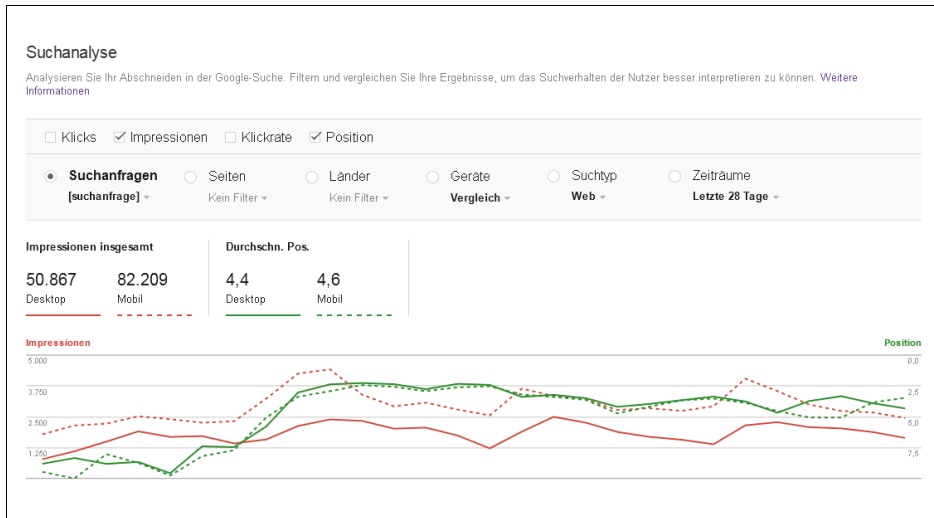 Suchanalyse
Analysieren Sie Ihr Abschneiden in der Google-Suche. Filtern und vergleichen Sie Ihre Ergebnisse, um das Suchverhalten der Nutzer besser interpretieren zu können. Weitere
Informationen
Klicks Impressionen Klickrate Position
Suchanfragen Seiten Länder Geräte Suchtyp Zeiträume
[suchanfrage] Kein Filter Kein Filter Vergleich Web Letzte 28 Tage
Impressionen insgesamt Durchschn. Pos.
50.867 82.209 4,4 4,6
Desktop Mobil Desktop Mobil
Impressionen Position
5.000 0,0
3.750 2,5
2.500 5,0
1.250 7,5